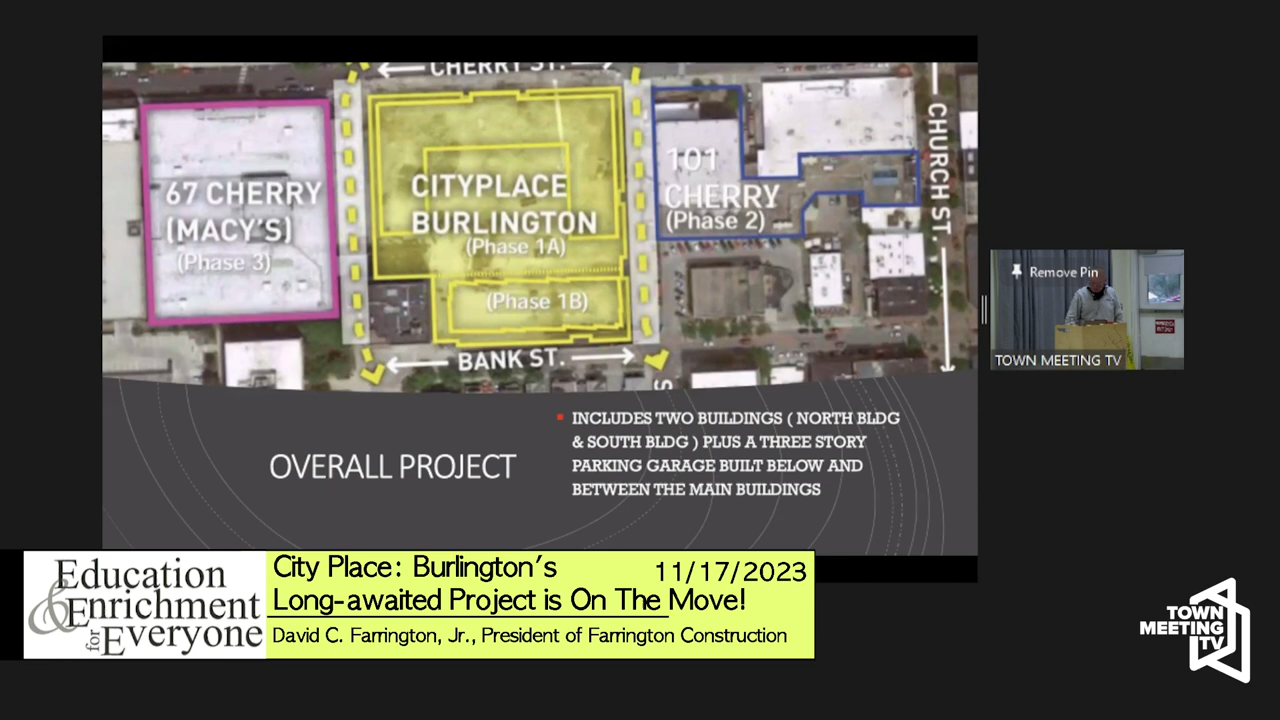 CHERRY ST.
67 CHERRY
(MACY'S)
(Phase 3)
CITYPLACE
BURLINGTON
(Phase 1A)
(Phase 1B)
101
CHERRY
(Phase 2)
CHURCH ST.
BANK ST.
S
OVERALL PROJECT
INCLUDES TWO BUILDINGS ( NORTH BLDG
& SOUTH BLDG ) PLUS A THREE STORY
PARKING GARAGE BUILT BELOW AND
BETWEEN THE MAIN BUILDINGS
Remove Pin
TOWN MEETING TV
Education
& Enrichment
for Everyone
City Place: Burlington's
11/17/2023
Long-awaited Project is On The Move!
David C. Farrington, Jr., President of Farrington Construction
TOWN
MEETING
TV